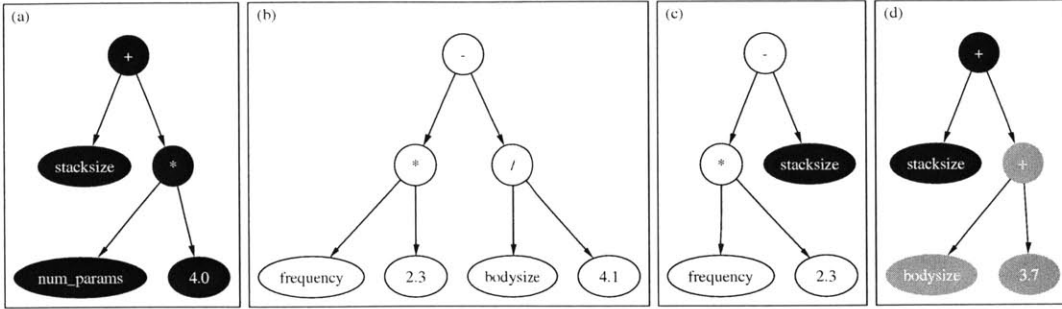 (a)
+
stacksize
*
num_params
4.0
(b)
-
*
/
frequency
2.3
bodysize
4.1
(c)
-
*
stacksize
frequency
2.3
(d)
+
stacksize
+
bodysize
3.7